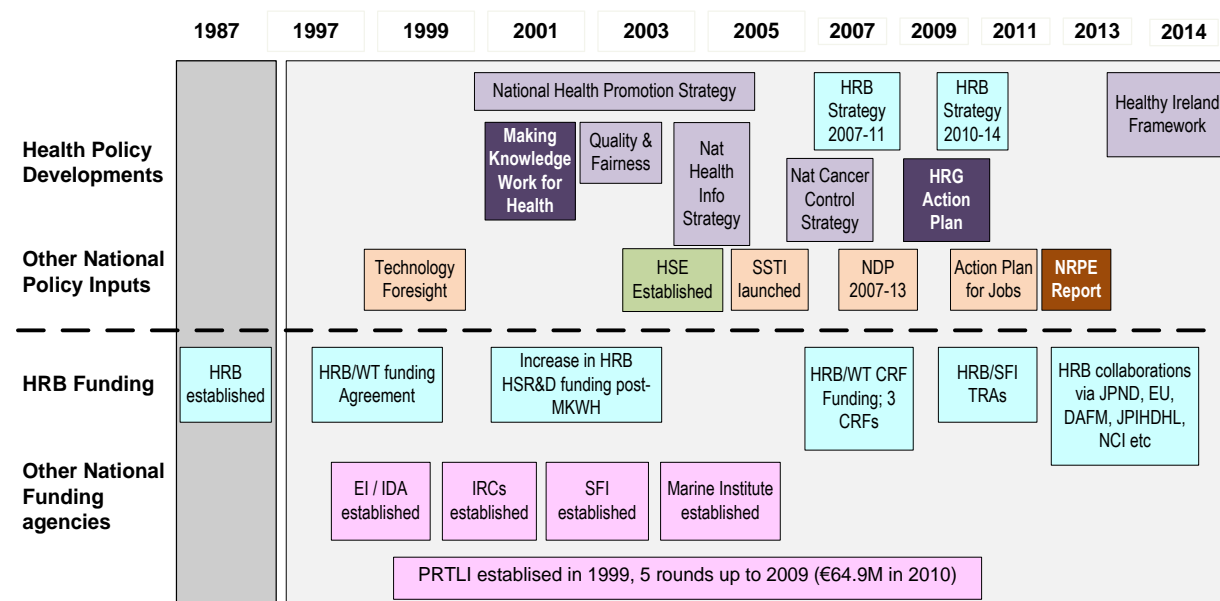 1987
1997
1999
2001
2003
2005
2007
2009
2011
2013
2014
Health Policy
Developments
National Health Promotion Strategy
Making
Knowledge
Work for
Health
Quality &
Fairness
Nat
Health
Info
Strategy
HRB
Strategy
2007-11
Nat Cancer
Control
Strategy
HRB
Strategy
2010-14
HRG
Action
Plan
Healthy Ireland
Framework
Other National
Policy Inputs
Technology
Foresight
HSE
Established
SSTI
launched
NDP
2007-13
Action Plan
for Jobs
NRPE
Report
HRB Funding
HRB
established
HRB/WT funding
Agreement
Increase in HRB
HSR&D funding post-
MKWH
HRB/WT CRF
Funding; 3
CRFs
HRB/SFI
TRAs
HRB collaborations
via JPND, EU,
DAFM, JPIHDHL,
NCI etc
Other National
Funding
agencies
EI / IDA
established
IRCs
established
SFI
established
Marine Institute
established
PRTLI establised in 1999, 5 rounds up to 2009 (€64.9M in 2010)